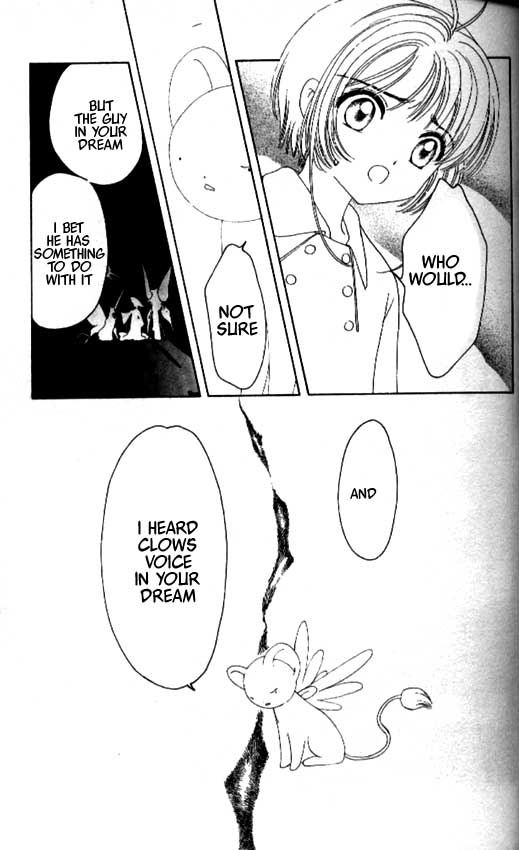 WHO
WOULD...
NOT
SURE
BUT
THE GUY
IN YOUR
DREAM
I BET
HE HAS
SOMETHING
TO DO
WITH IT
AND
I HEARD
CLOWS
VOICE
IN YOUR
DREAM